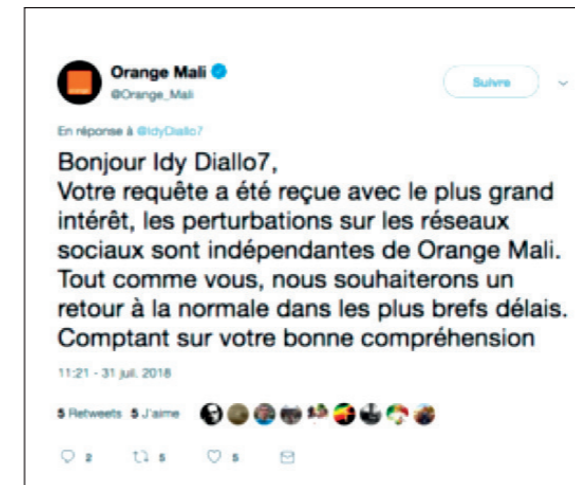 Orange Mali
@Orange_Mali
Suivre
En réponse à @IdyDiallo7
Bonjour Idy Diallo7,
Votre requête a été reçue avec le plus grand
intérêt, les perturbations sur les réseaux
sociaux sont indépendantes de Orange Mali.
Tout comme vous, nous souhaiterons un
retour à la normale dans les plus brefs délais.
Comptant sur votre bonne compréhension
11:21 - 31 juil. 2018
5 Retweets 5 J'aime
2 5 5